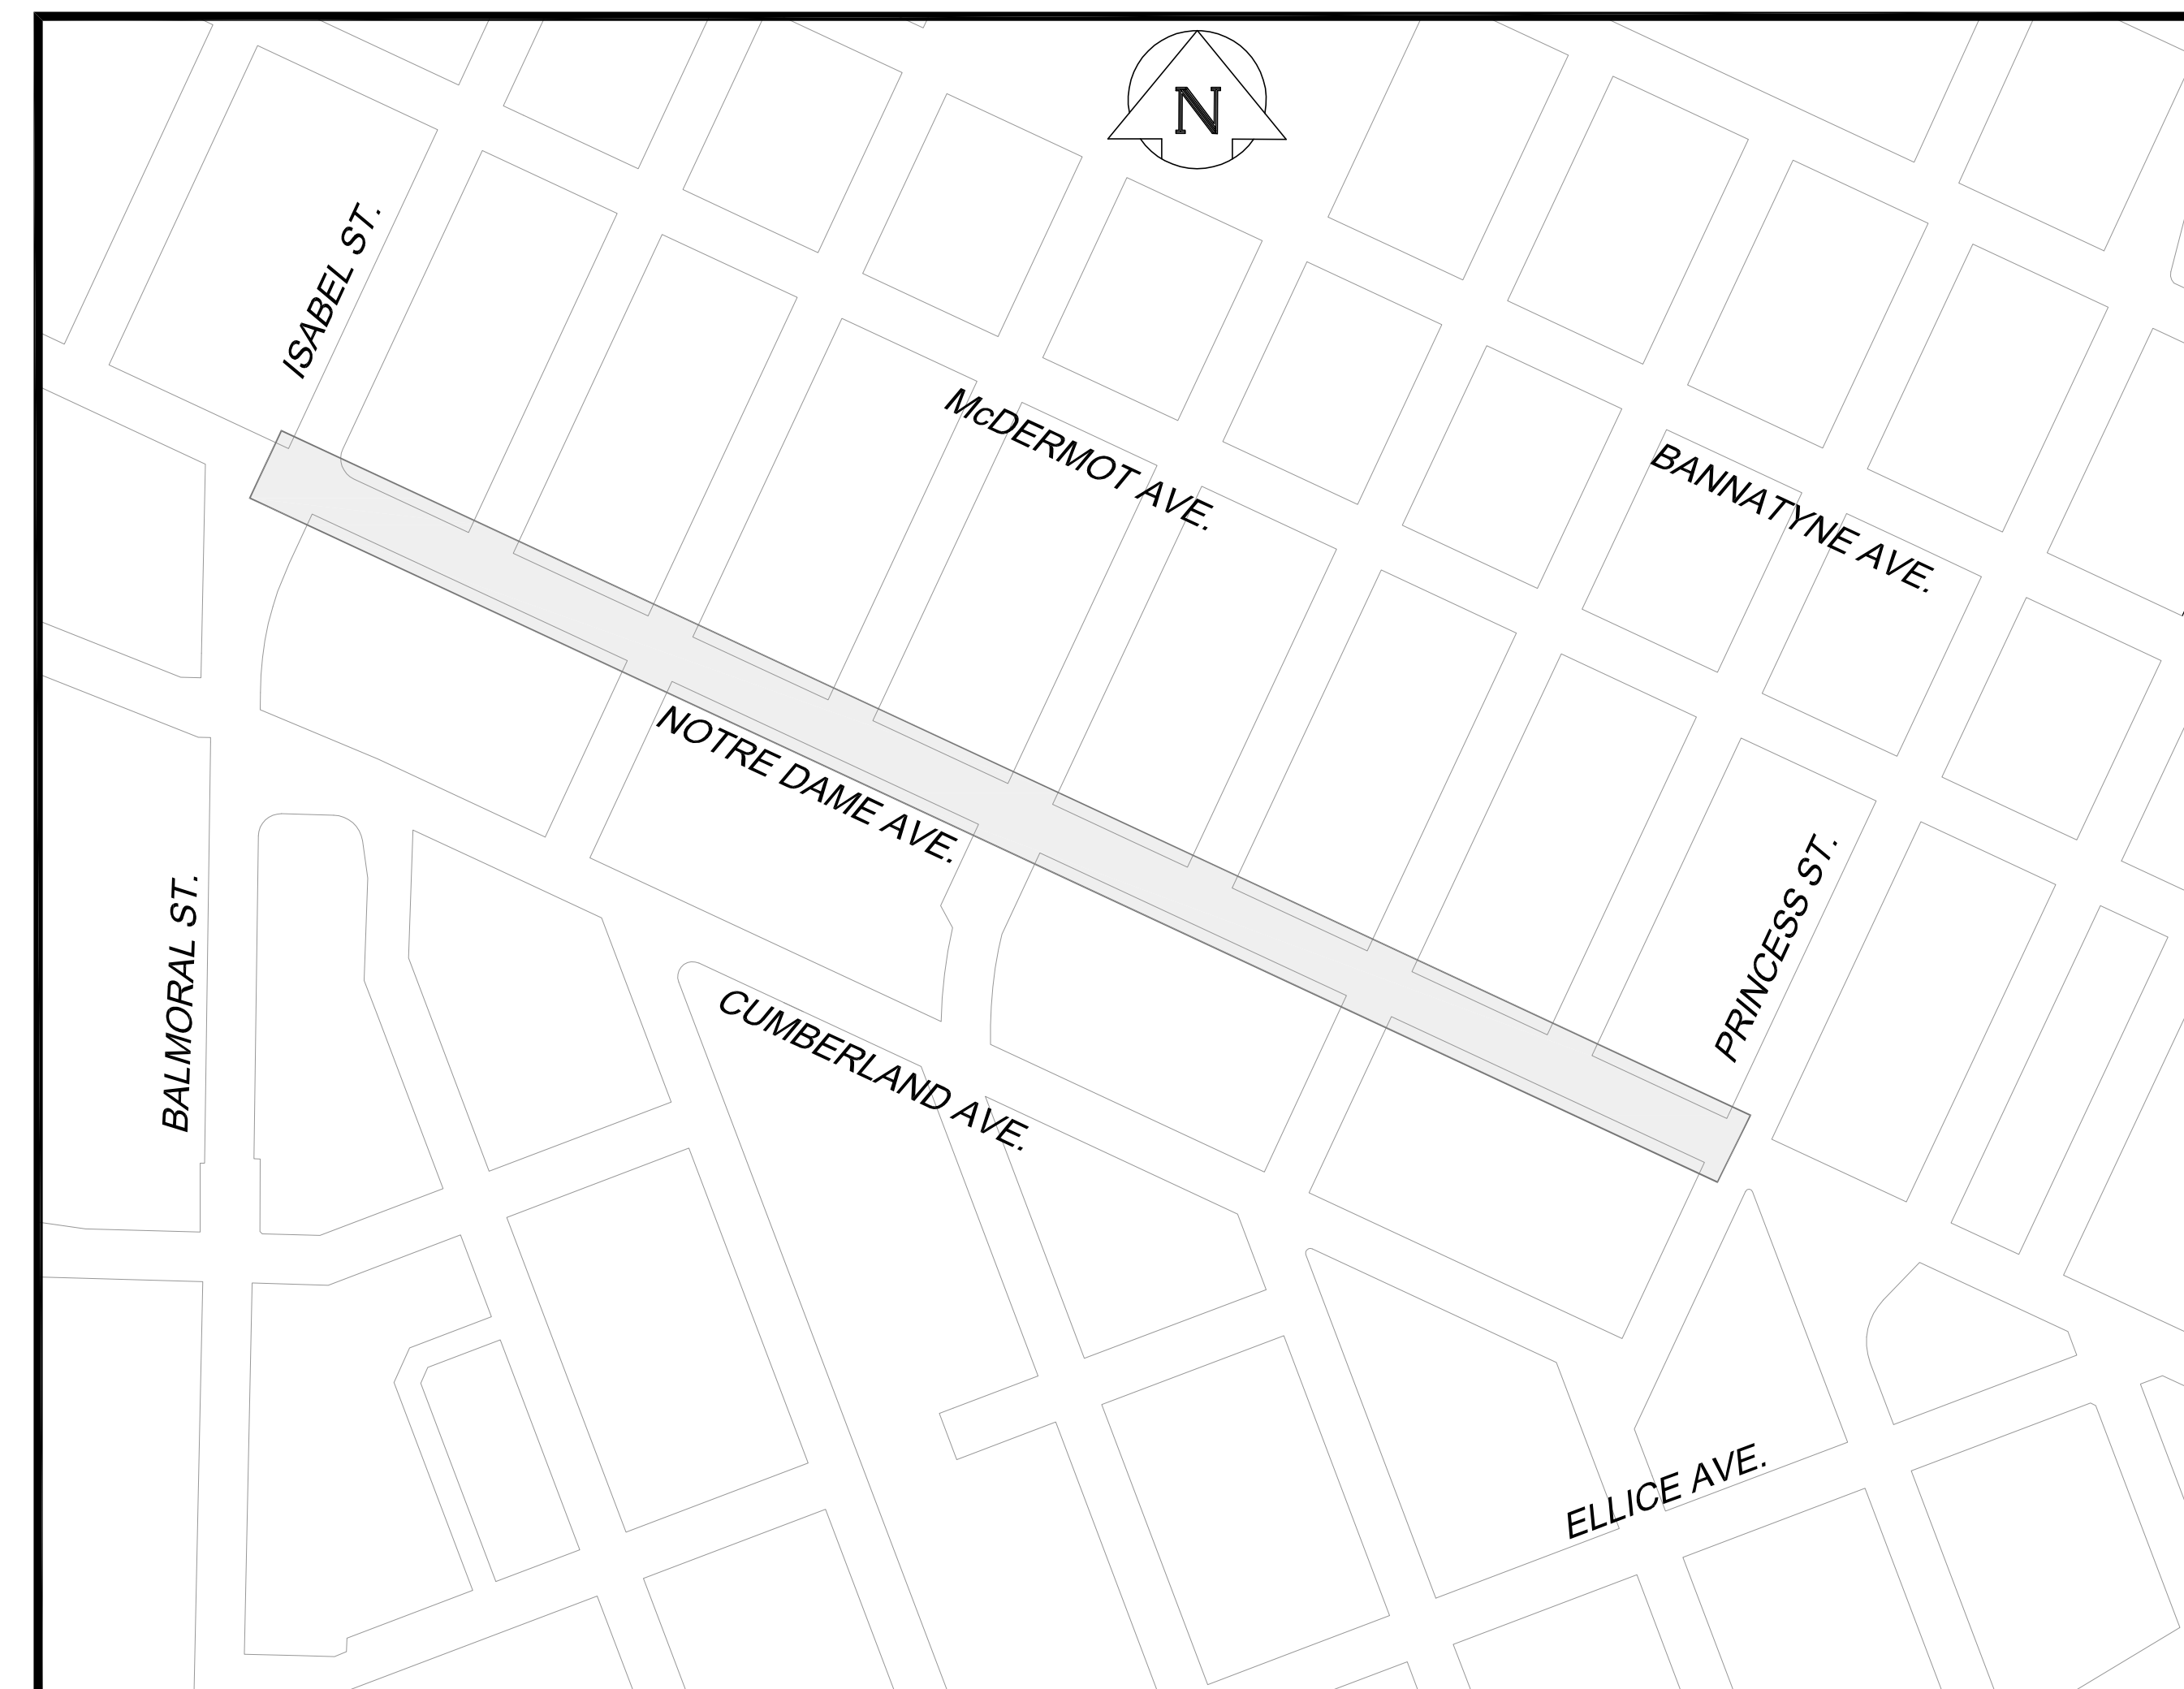 N
ISABEL ST.
McDERMOT AVE.
BANNATYNE AVE.
NOTRE DAME AVE.
PRINCESS ST.
BALMORAL ST.
CUMBERLAND AVE.
ELLICE AVE.